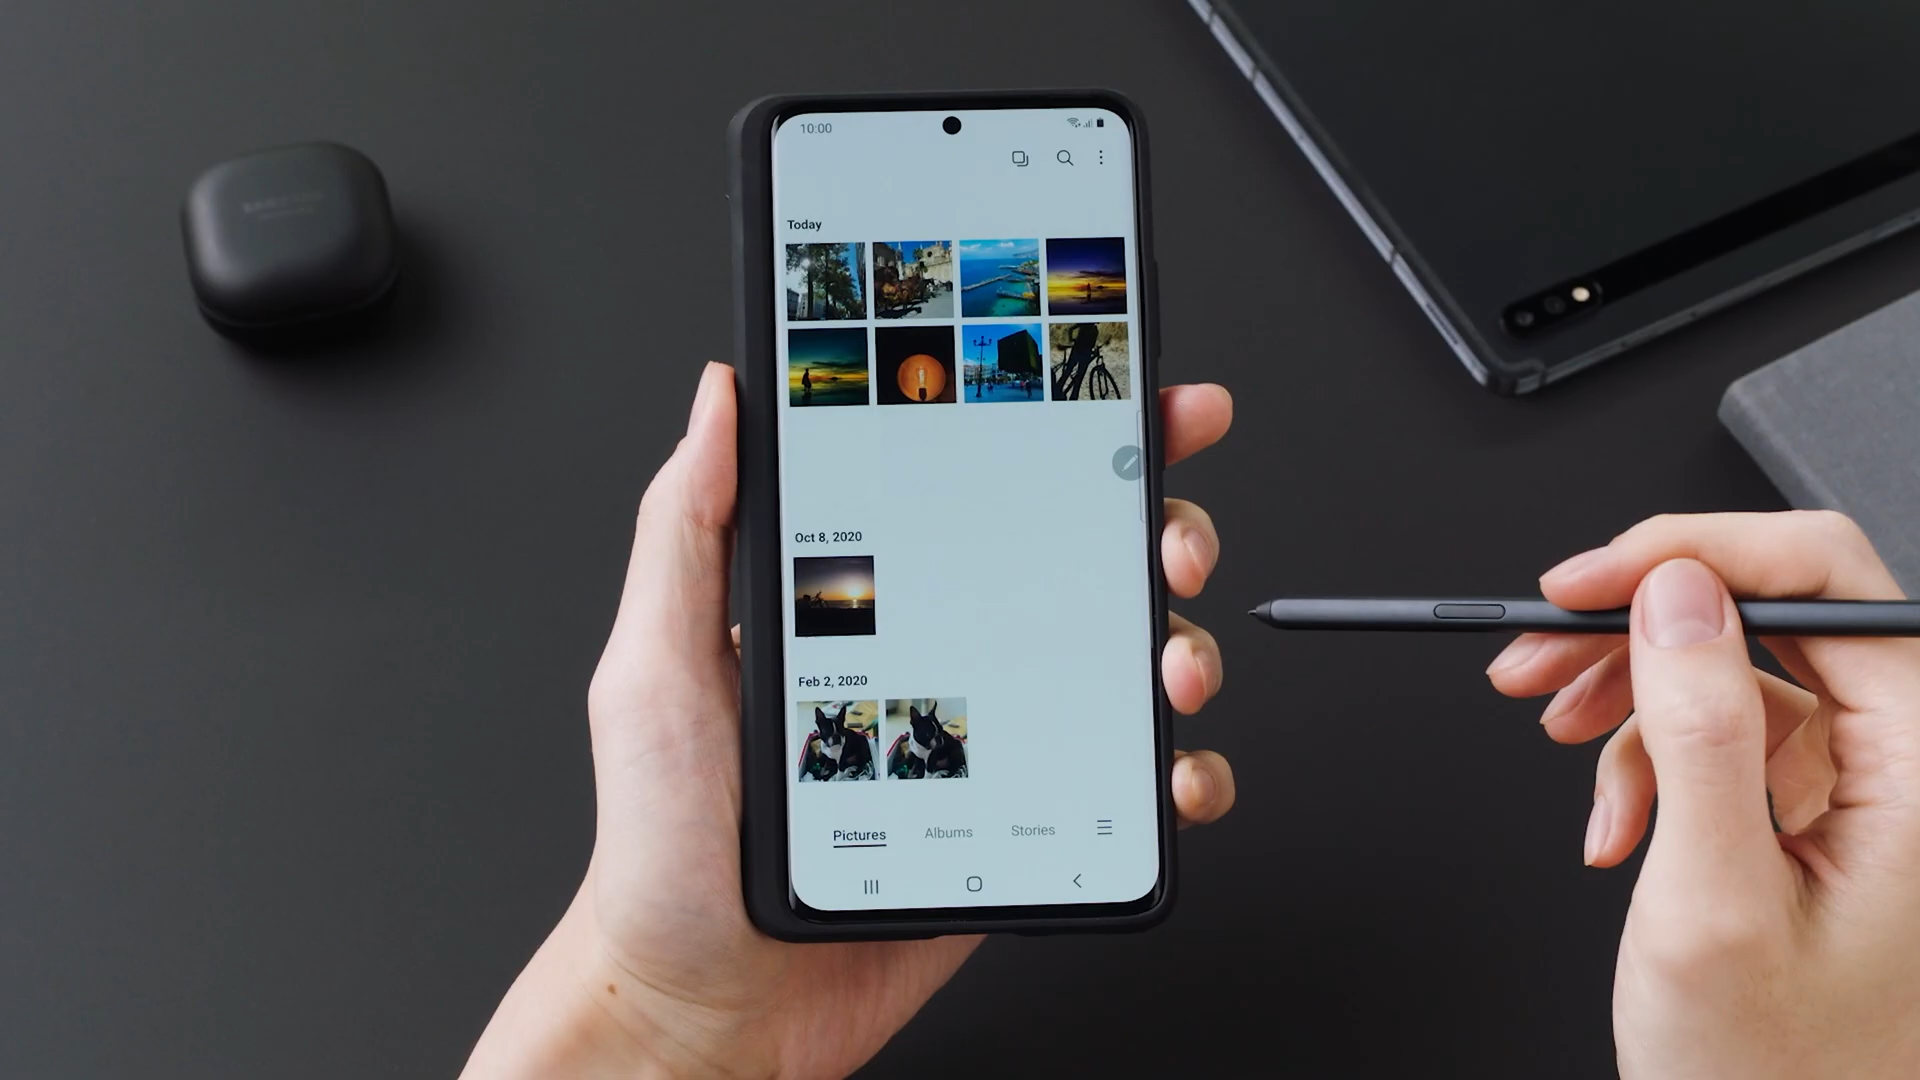 10:00
Today
Oct 8, 2020
Feb 2, 2020
Pictures
Albums
Stories